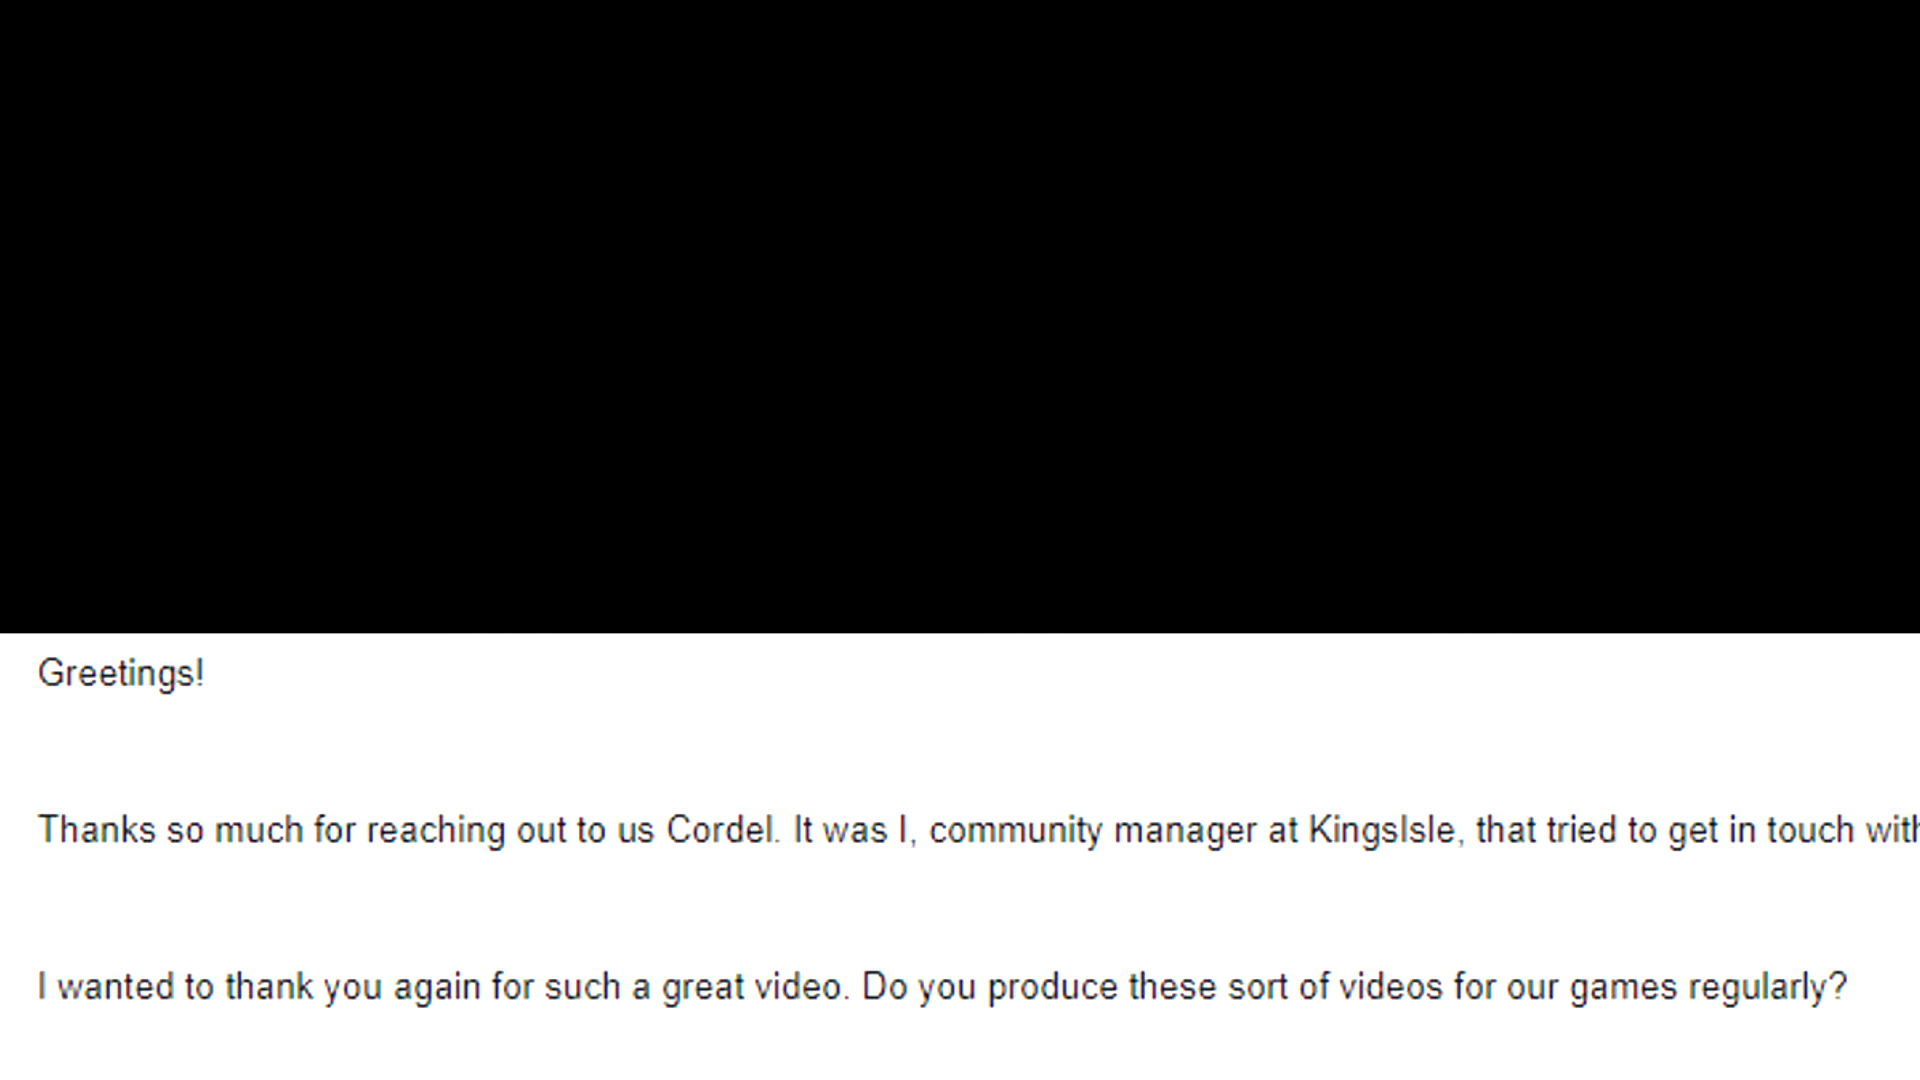 Greetings!
Thanks so much for reaching out to us Cordel. It was I, community manager at KingsIsle, that tried to get in touch with
I wanted to thank you again for such a great video. Do you produce these sort of videos for our games regularly?